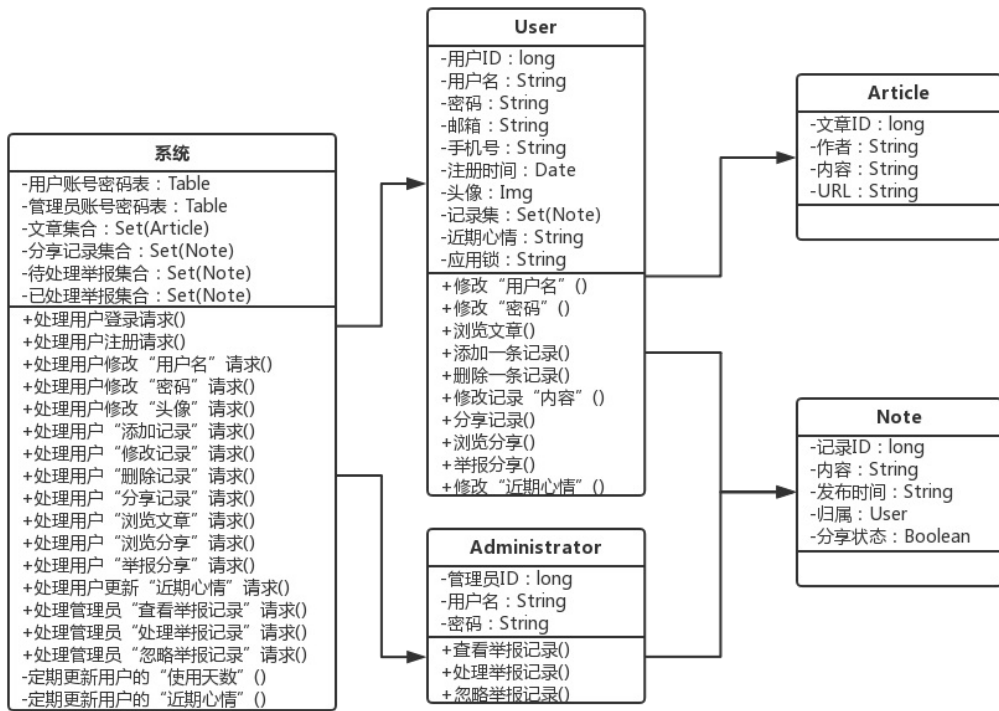 系统
-用户账号密码表：Table
-管理员账号密码表：Table
-文章集合：Set(Article)
-分享记录集合：Set(Note)
-待处理举报集合：Set(Note)
-已处理举报集合：Set(Note)
+处理用户登录请求()
+处理用户注册请求()
+处理用户修改“用户名”请求()
+处理用户修改“密码”请求()
+处理用户修改“头像”请求()
+处理用户“添加记录”请求()
+处理用户“修改记录”请求()
+处理用户“删除记录”请求()
+处理用户“分享记录”请求()
+处理用户“浏览文章”请求()
+处理用户“浏览分享”请求()
+处理用户“举报分享”请求()
+处理用户更新“近期心情”请求()
+处理管理员“查看举报记录”请求()
+处理管理员“处理举报记录”请求()
+处理管理员“忽略举报记录”请求()
-定期更新用户的“使用天数”()
-定期更新用户的“近期心情”()
User
-用户ID：long
-用户名：String
-密码：String
-邮箱：String
-手机号：String
-注册时间：Date
-头像：Img
-记录集：Set(Note)
-近期心情：String
-应用锁：String
+修改“用户名”()
+修改“密码”()
+浏览文章()
+添加一条记录()
+删除一条记录()
+修改记录“内容”()
+分享记录()
+浏览分享()
+举报分享()
+修改“近期心情”()
Administrator
-管理员ID：long
-用户名：String
-密码：String
+查看举报记录()
+处理举报记录()
+忽略举报记录()
Article
-文章ID：long
-作者：String
-内容：String
-URL：String
Note
-记录ID：long
-内容：String
-发布时间：String
-归属：User
-分享状态：Boolean